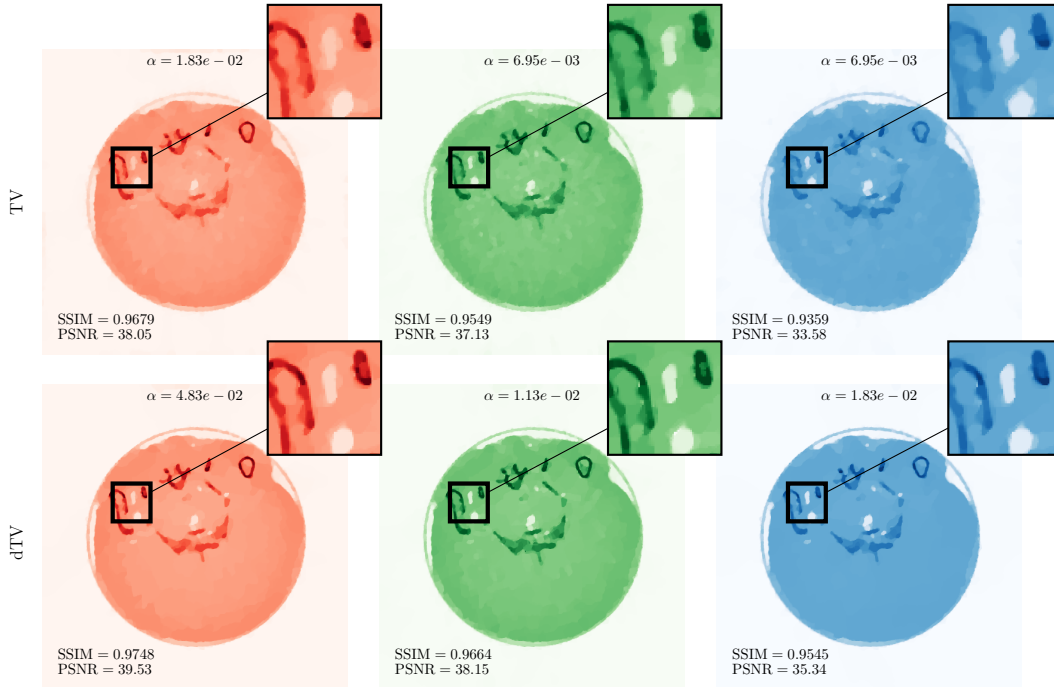 α = 1.83e − 02
α = 6.95e − 03
α = 6.95e − 03
TV
SSIM = 0.9679
PSNR = 38.05
SSIM = 0.9549
PSNR = 37.13
SSIM = 0.9359
PSNR = 33.58
α = 4.83e − 02
α = 1.13e − 02
α = 1.83e − 02
dTV
SSIM = 0.9748
PSNR = 39.53
SSIM = 0.9664
PSNR = 38.15
SSIM = 0.9545
PSNR = 35.34